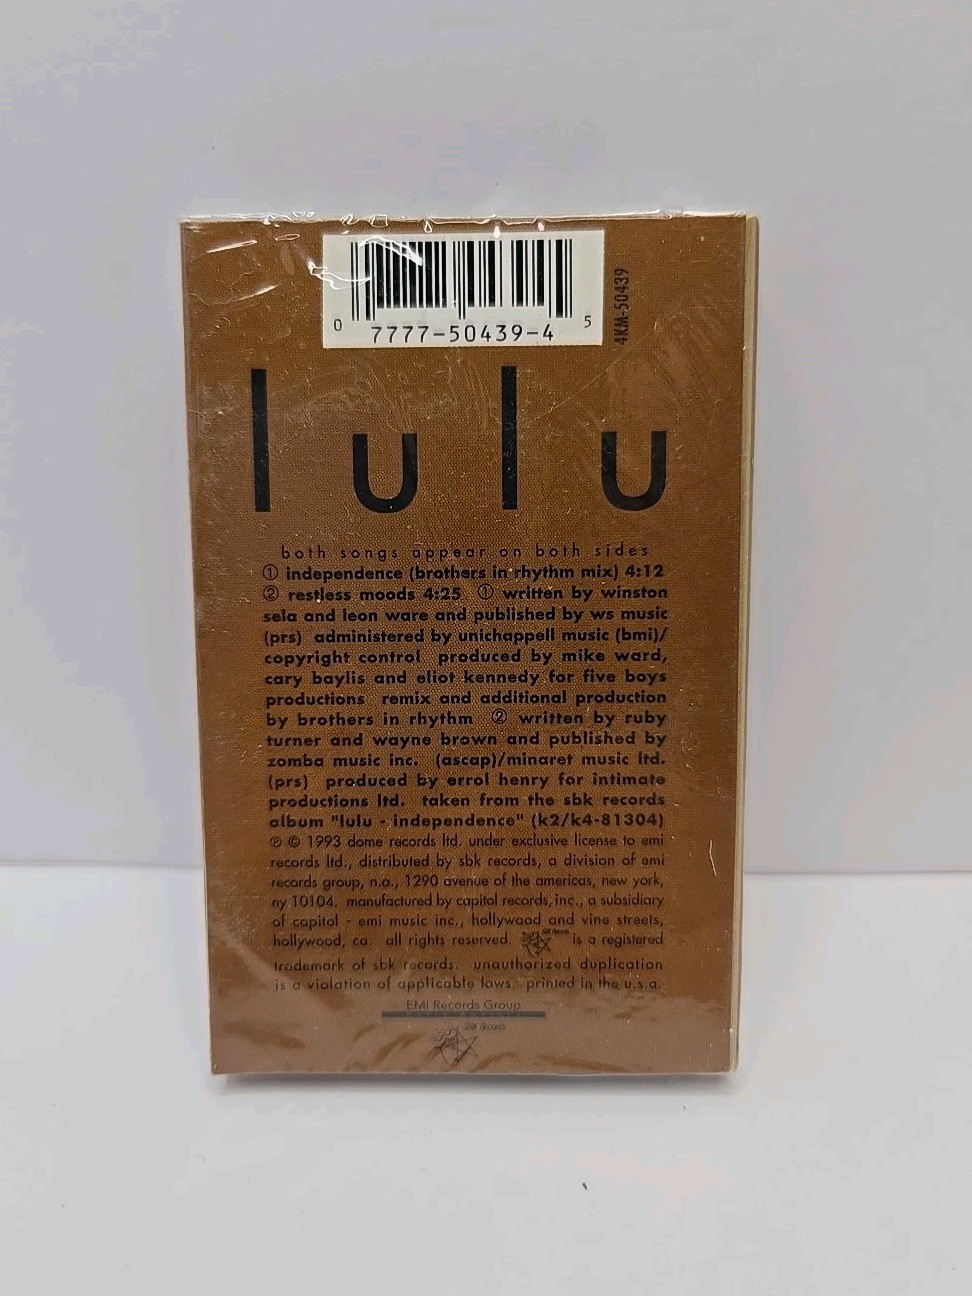 0 7777-50439-4 5
4KM-50439
lulu
both songs appear on both sides
① independence (brothers in rhythm mix) 4:12
② restless moods 4:25 ① written by winston
sela and leon ware and published by ws music
(prs) administered by unichappell music (bmi)/
copyright control produced by mike ward,
cary baylis and eliot kennedy for five boys
productions remix and additional production
by brothers in rhythm ② written by ruby
turner and wayne brown and published by
zomba music inc. (ascap)/minaret music ltd.
(prs) produced by errol henry for intimate
productions ltd. taken from the sbk records
album "lulu - independence" (k2/k4-81304)
℗ © 1993 dome records ltd. under exclusive license to emi
records ltd., distributed by sbk records, a division of emi
records group, n.a., 1290 avenue of the americas, new york,
ny 10104. manufactured by capitol records, inc., a subsidiary
of capitol - emi music inc., hollywood and vine streets,
hollywood, ca. all rights reserved. SBK Records is a registered
trademark of sbk records. unauthorized duplication
is a violation of applicable laws. printed in the u.s.a.
EMI Records Group
SBK Records